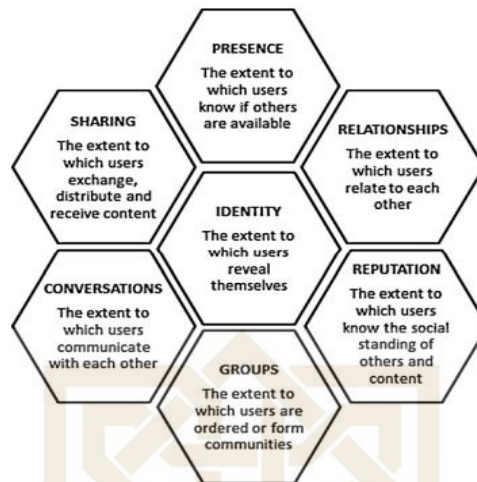 PRESENCE
The extent to
which users
know if others
are available
SHARING
The extent to
which users
exchange,
distribute and
receive content
RELATIONSHIPS
The extent to
which users
relate to each
other
IDENTITY
The extent to
which users
reveal
themselves
CONVERSATIONS
The extent to
which users
communicate
with each other
REPUTATION
The extent to
which users
know the social
standing of
others and
content
GROUPS
The extent to
which users are
ordered or form
communities